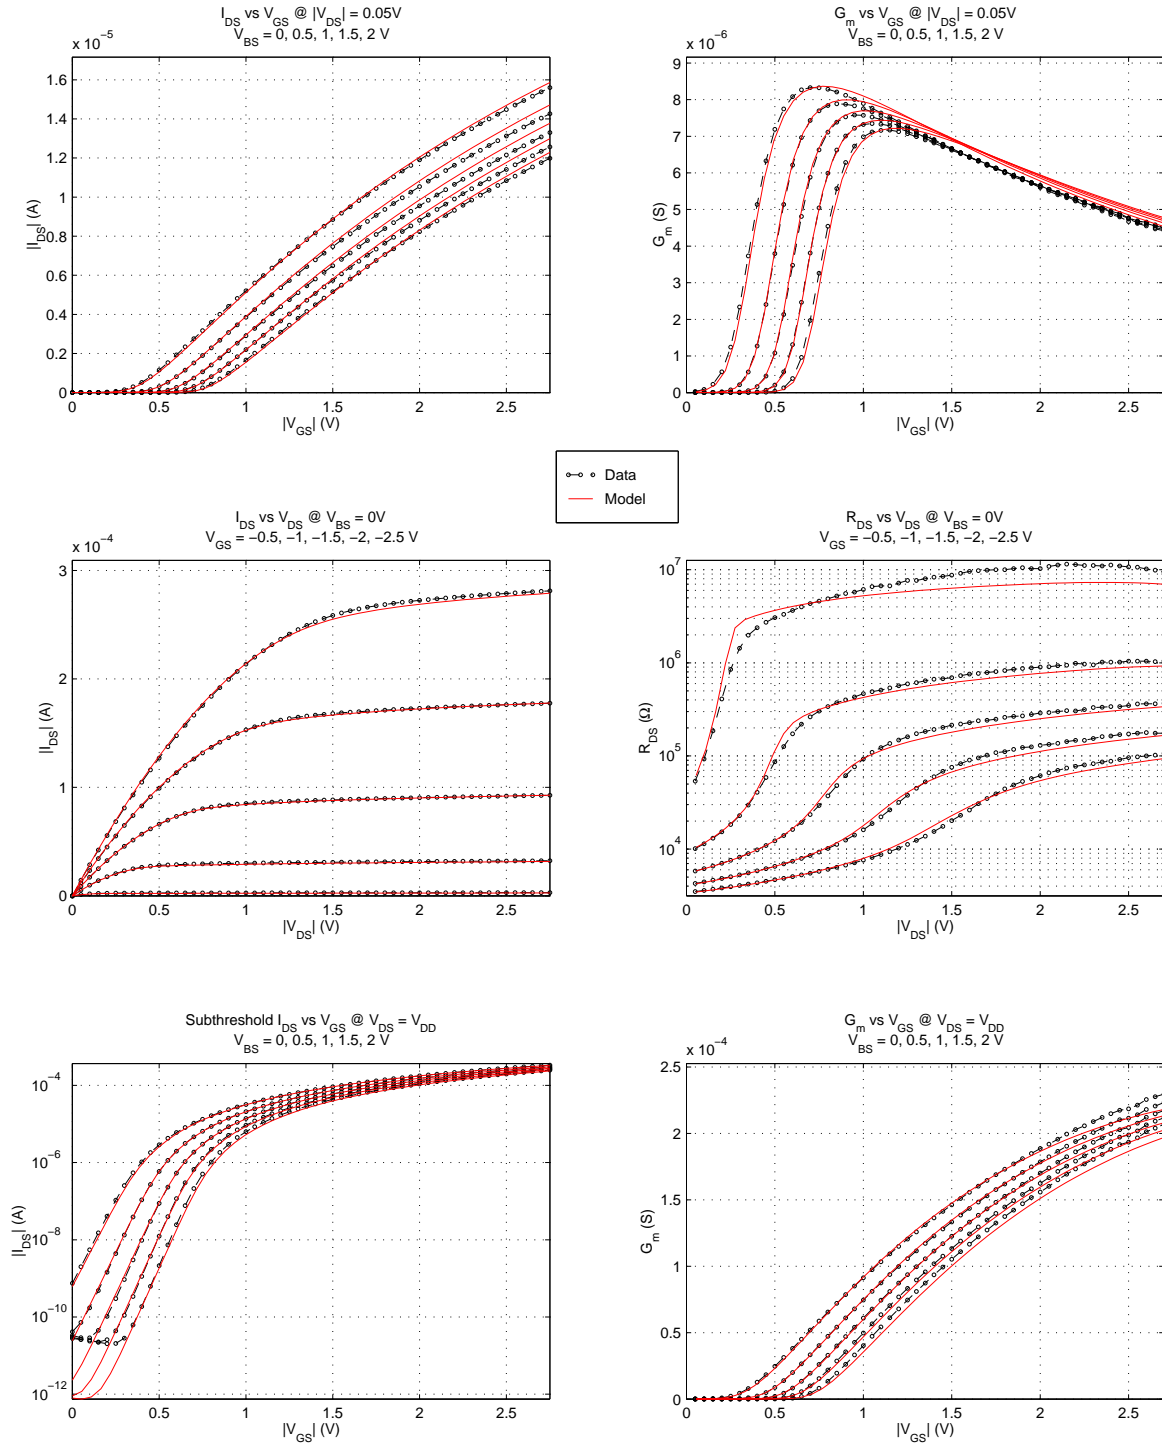 I_DS vs V_GS @ |V_DS| = 0.05V
V_BS = 0, 0.5, 1, 1.5, 2 V
x 10^−5
1.6
1.4
1.2
1
0.8
0.6
0.4
0.2
0
|I_DS| (A)
0 0.5 1 1.5 2 2.5
|V_GS| (V)
G_m vs V_GS @ |V_DS| = 0.05V
V_BS = 0, 0.5, 1, 1.5, 2 V
x 10^−6
9
8
7
6
5
4
3
2
1
0
G_m (S)
0 0.5 1 1.5 2 2.5
|V_GS| (V)
Data
Model
I_DS vs V_DS @ V_BS = 0V
V_GS = −0.5, −1, −1.5, −2, −2.5 V
x 10^−4
3
2
1
0
|I_DS| (A)
0 0.5 1 1.5 2 2.5
|V_DS| (V)
R_DS vs V_DS @ V_BS = 0V
V_GS = −0.5, −1, −1.5, −2, −2.5 V
10^7
10^6
10^5
10^4
R_DS (Ω)
0 0.5 1 1.5 2 2.5
|V_DS| (V)
Subthreshold I_DS vs V_GS @ V_DS = V_DD
V_BS = 0, 0.5, 1, 1.5, 2 V
10^−4
10^−6
10^−8
10^−10
10^−12
|I_DS| (A)
0 0.5 1 1.5 2 2.5
|V_GS| (V)
G_m vs V_GS @ V_DS = V_DD
V_BS = 0, 0.5, 1, 1.5, 2 V
x 10^−4
2.5
2
1.5
1
0.5
0
G_m (S)
0 0.5 1 1.5 2 2.5
|V_GS| (V)